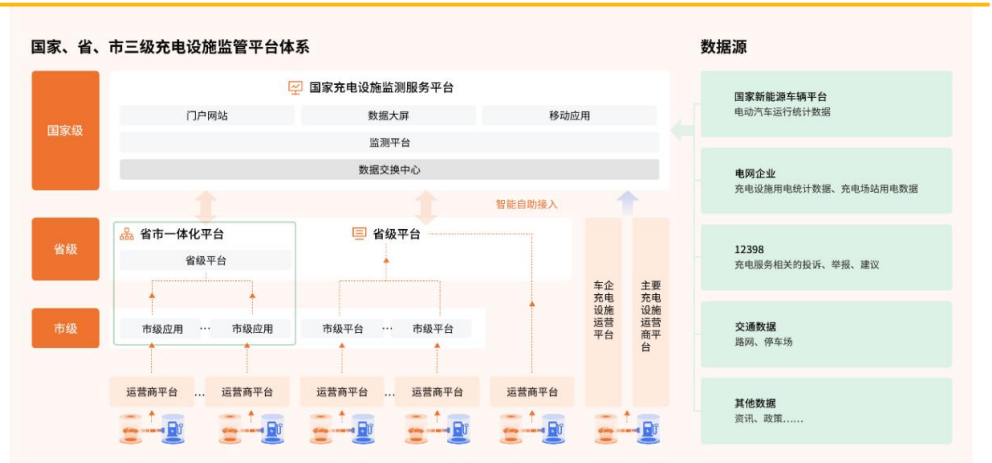 国家、省、市三级充电设施监管平台体系
国家级
国家充电设施监测服务平台
门户网站
数据大屏
移动应用
监测平台
数据交换中心
智能自助接入
省级
省市一体化平台
省级平台
省级平台
市级
市级应用
…
市级应用
市级平台
…
市级平台
车企
充电
设施
运营
平台
主要
充电
设施
运营
商平
台
运营商平台
…
运营商平台
运营商平台
…
运营商平台
运营商平台
数据源
国家新能源车辆平台
电动汽车运行统计数据
电网企业
充电设施用电统计数据、充电场站用电数据
12398
充电服务相关的投诉、举报、建议
交通数据
路网、停车场
其他数据
资讯、政策……